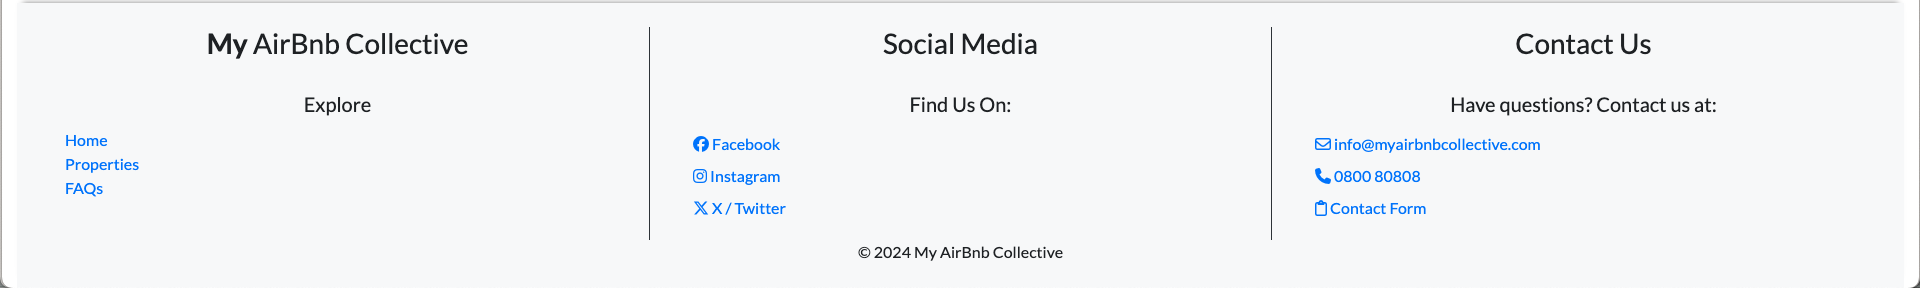 My AirBnb Collective
Explore
Home
Properties
FAQs
Social Media
Find Us On:
Facebook
Instagram
X / Twitter
Contact Us
Have questions? Contact us at:
info@myairbnbcollective.com
0800 80808
Contact Form
© 2024 My AirBnb Collective